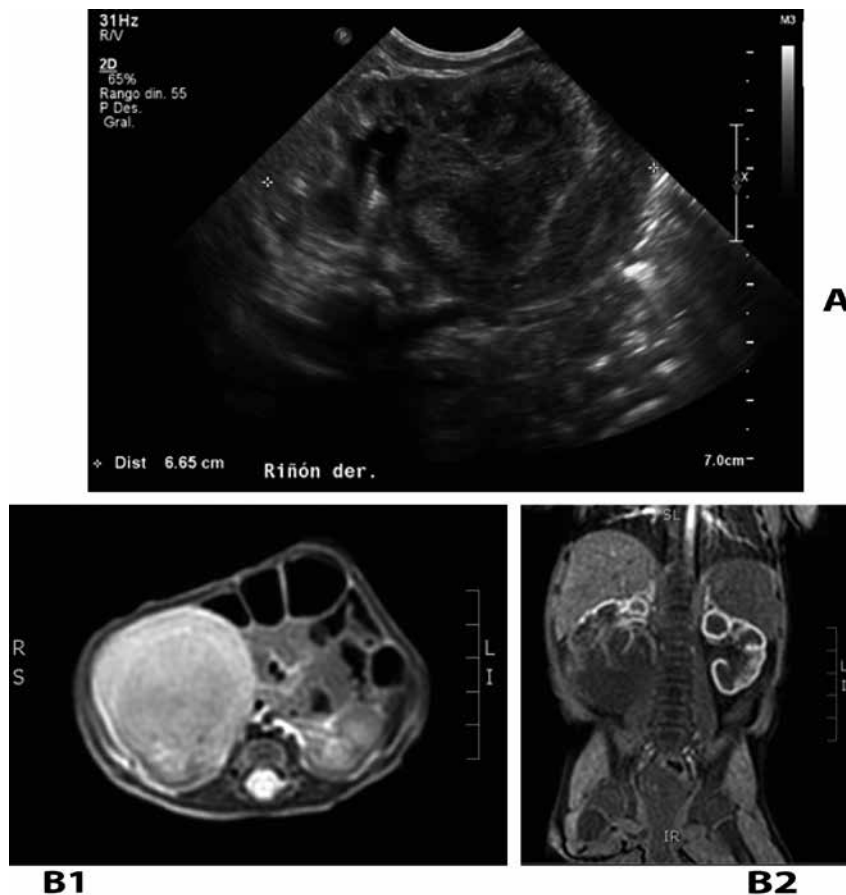 31Hz
R/V
P
M3
2D
65%
Rango din. 55
P Des.
Gral.
X
A
Dist 6.65 cm
Riñón der.
7.0cm
R
S
L
I
SL
L
I
IR
B1
B2